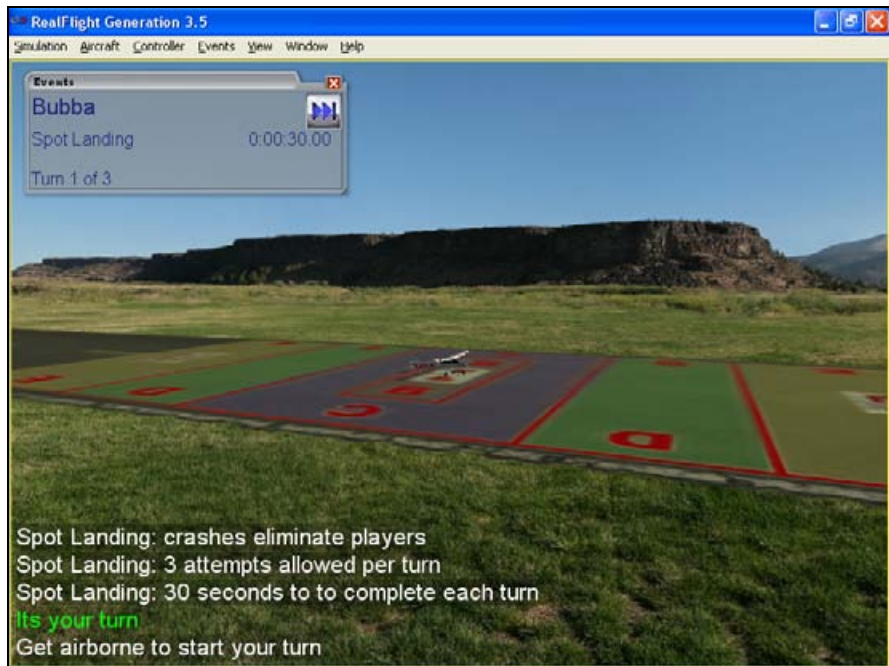 RealFlight Generation 3.5
Simulation Aircraft Controller Events View Window Help
Events
Bubba
Spot Landing 0:00:30.00
Turn 1 of 3
C
D
Spot Landing: crashes eliminate players
Spot Landing: 3 attempts allowed per turn
Spot Landing: 30 seconds to to complete each turn
Its your turn
Get airborne to start your turn